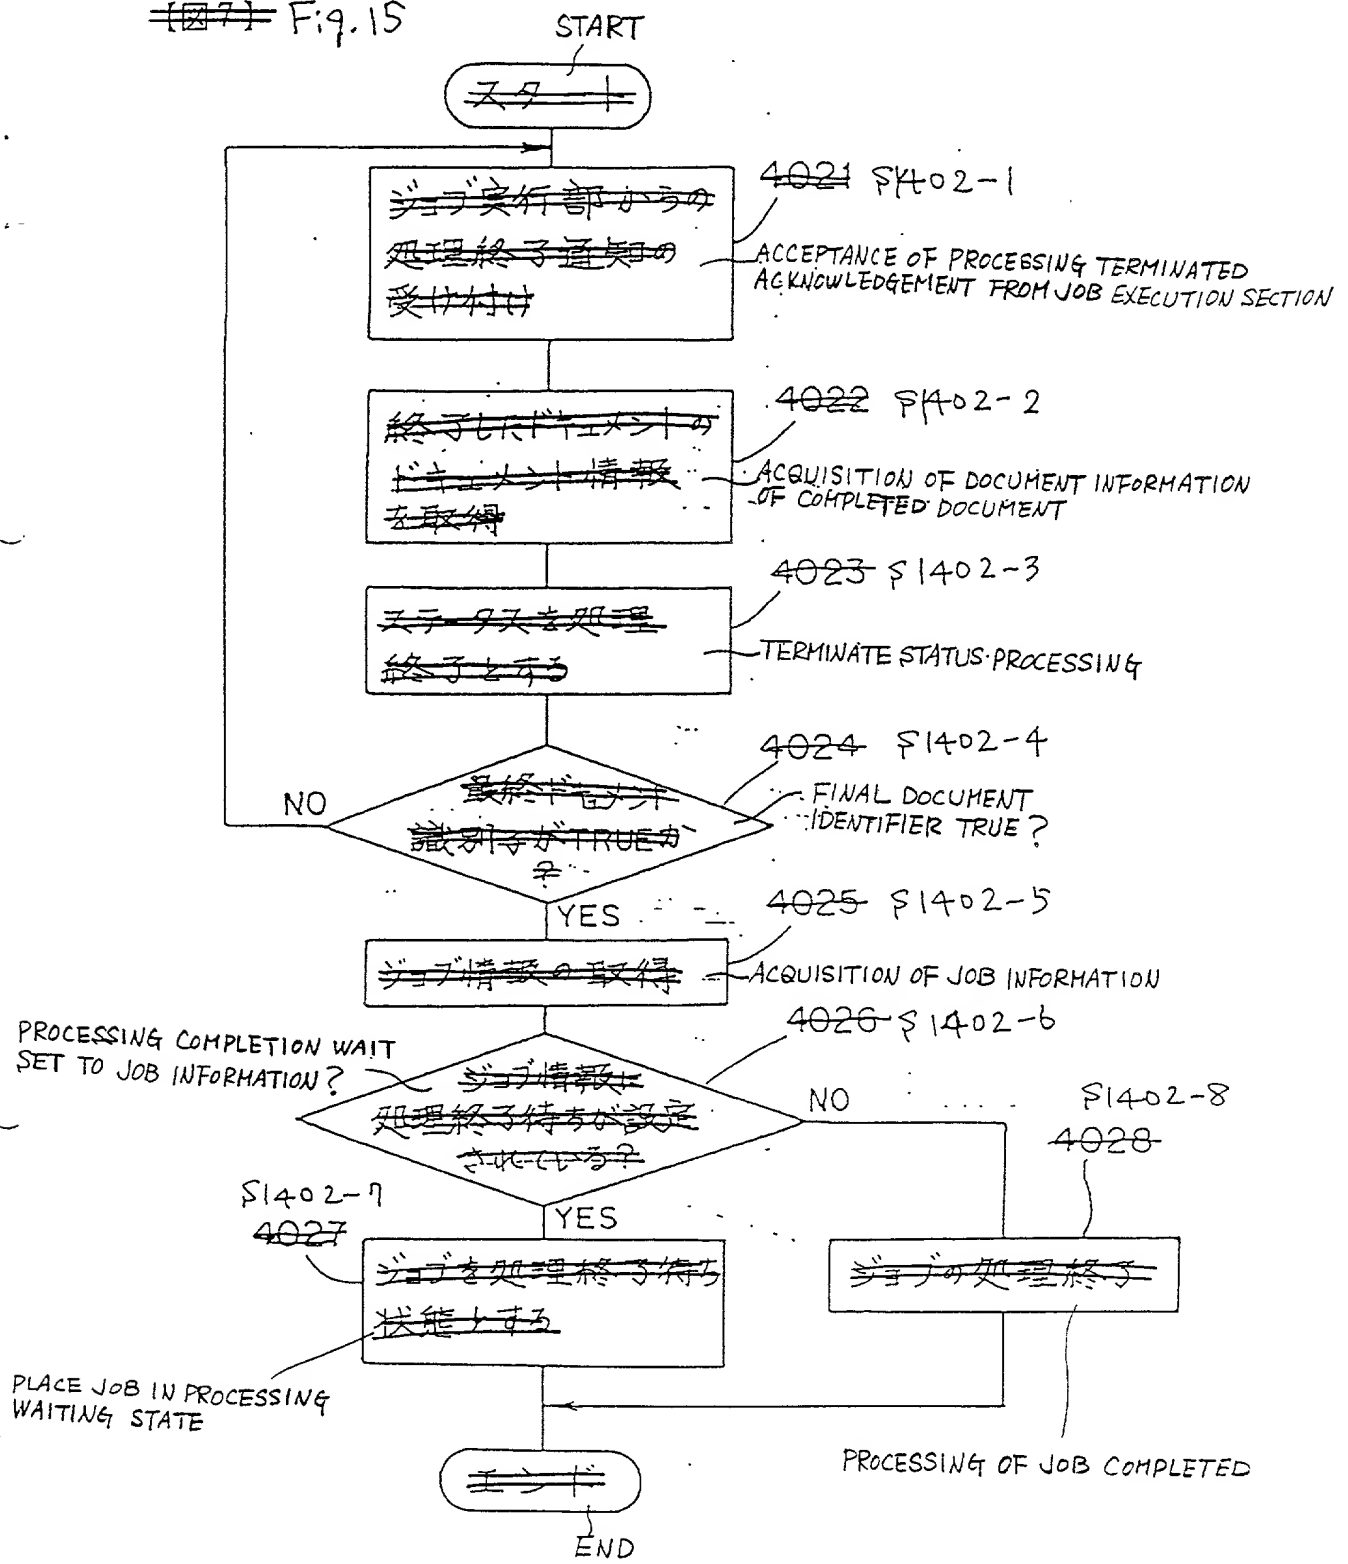 【図7】 Fig.15
START
スタート
4021 S1402-1
ジョブ実行部からの
処理終了通知の
受け付け
ACCEPTANCE OF PROCESSING TERMINATED
ACKNOWLEDGEMENT FROM JOB EXECUTION SECTION
4022 S1402-2
終了したドキュメントの
ドキュメント情報
を取得
ACQUISITION OF DOCUMENT INFORMATION
OF COMPLETED DOCUMENT
4023 S1402-3
ステータスを処理
終了とする
TERMINATE STATUS PROCESSING
4024 S1402-4
最終ドキュメント
識別子がTRUEか
?
FINAL DOCUMENT
IDENTIFIER TRUE?
NO
YES
4025 S1402-5
ジョブ情報の取得
ACQUISITION OF JOB INFORMATION
4026 S1402-6
PROCESSING COMPLETION WAIT
SET TO JOB INFORMATION?
ジョブ情報に
処理終了待ちが設定
されている?
NO
S1402-8
4028
YES
S1402-7
4027
ジョブを処理終了待ち
状態とする
ジョブの処理終了
PLACE JOB IN PROCESSING
WAITING STATE
PROCESSING OF JOB COMPLETED
エンド
END